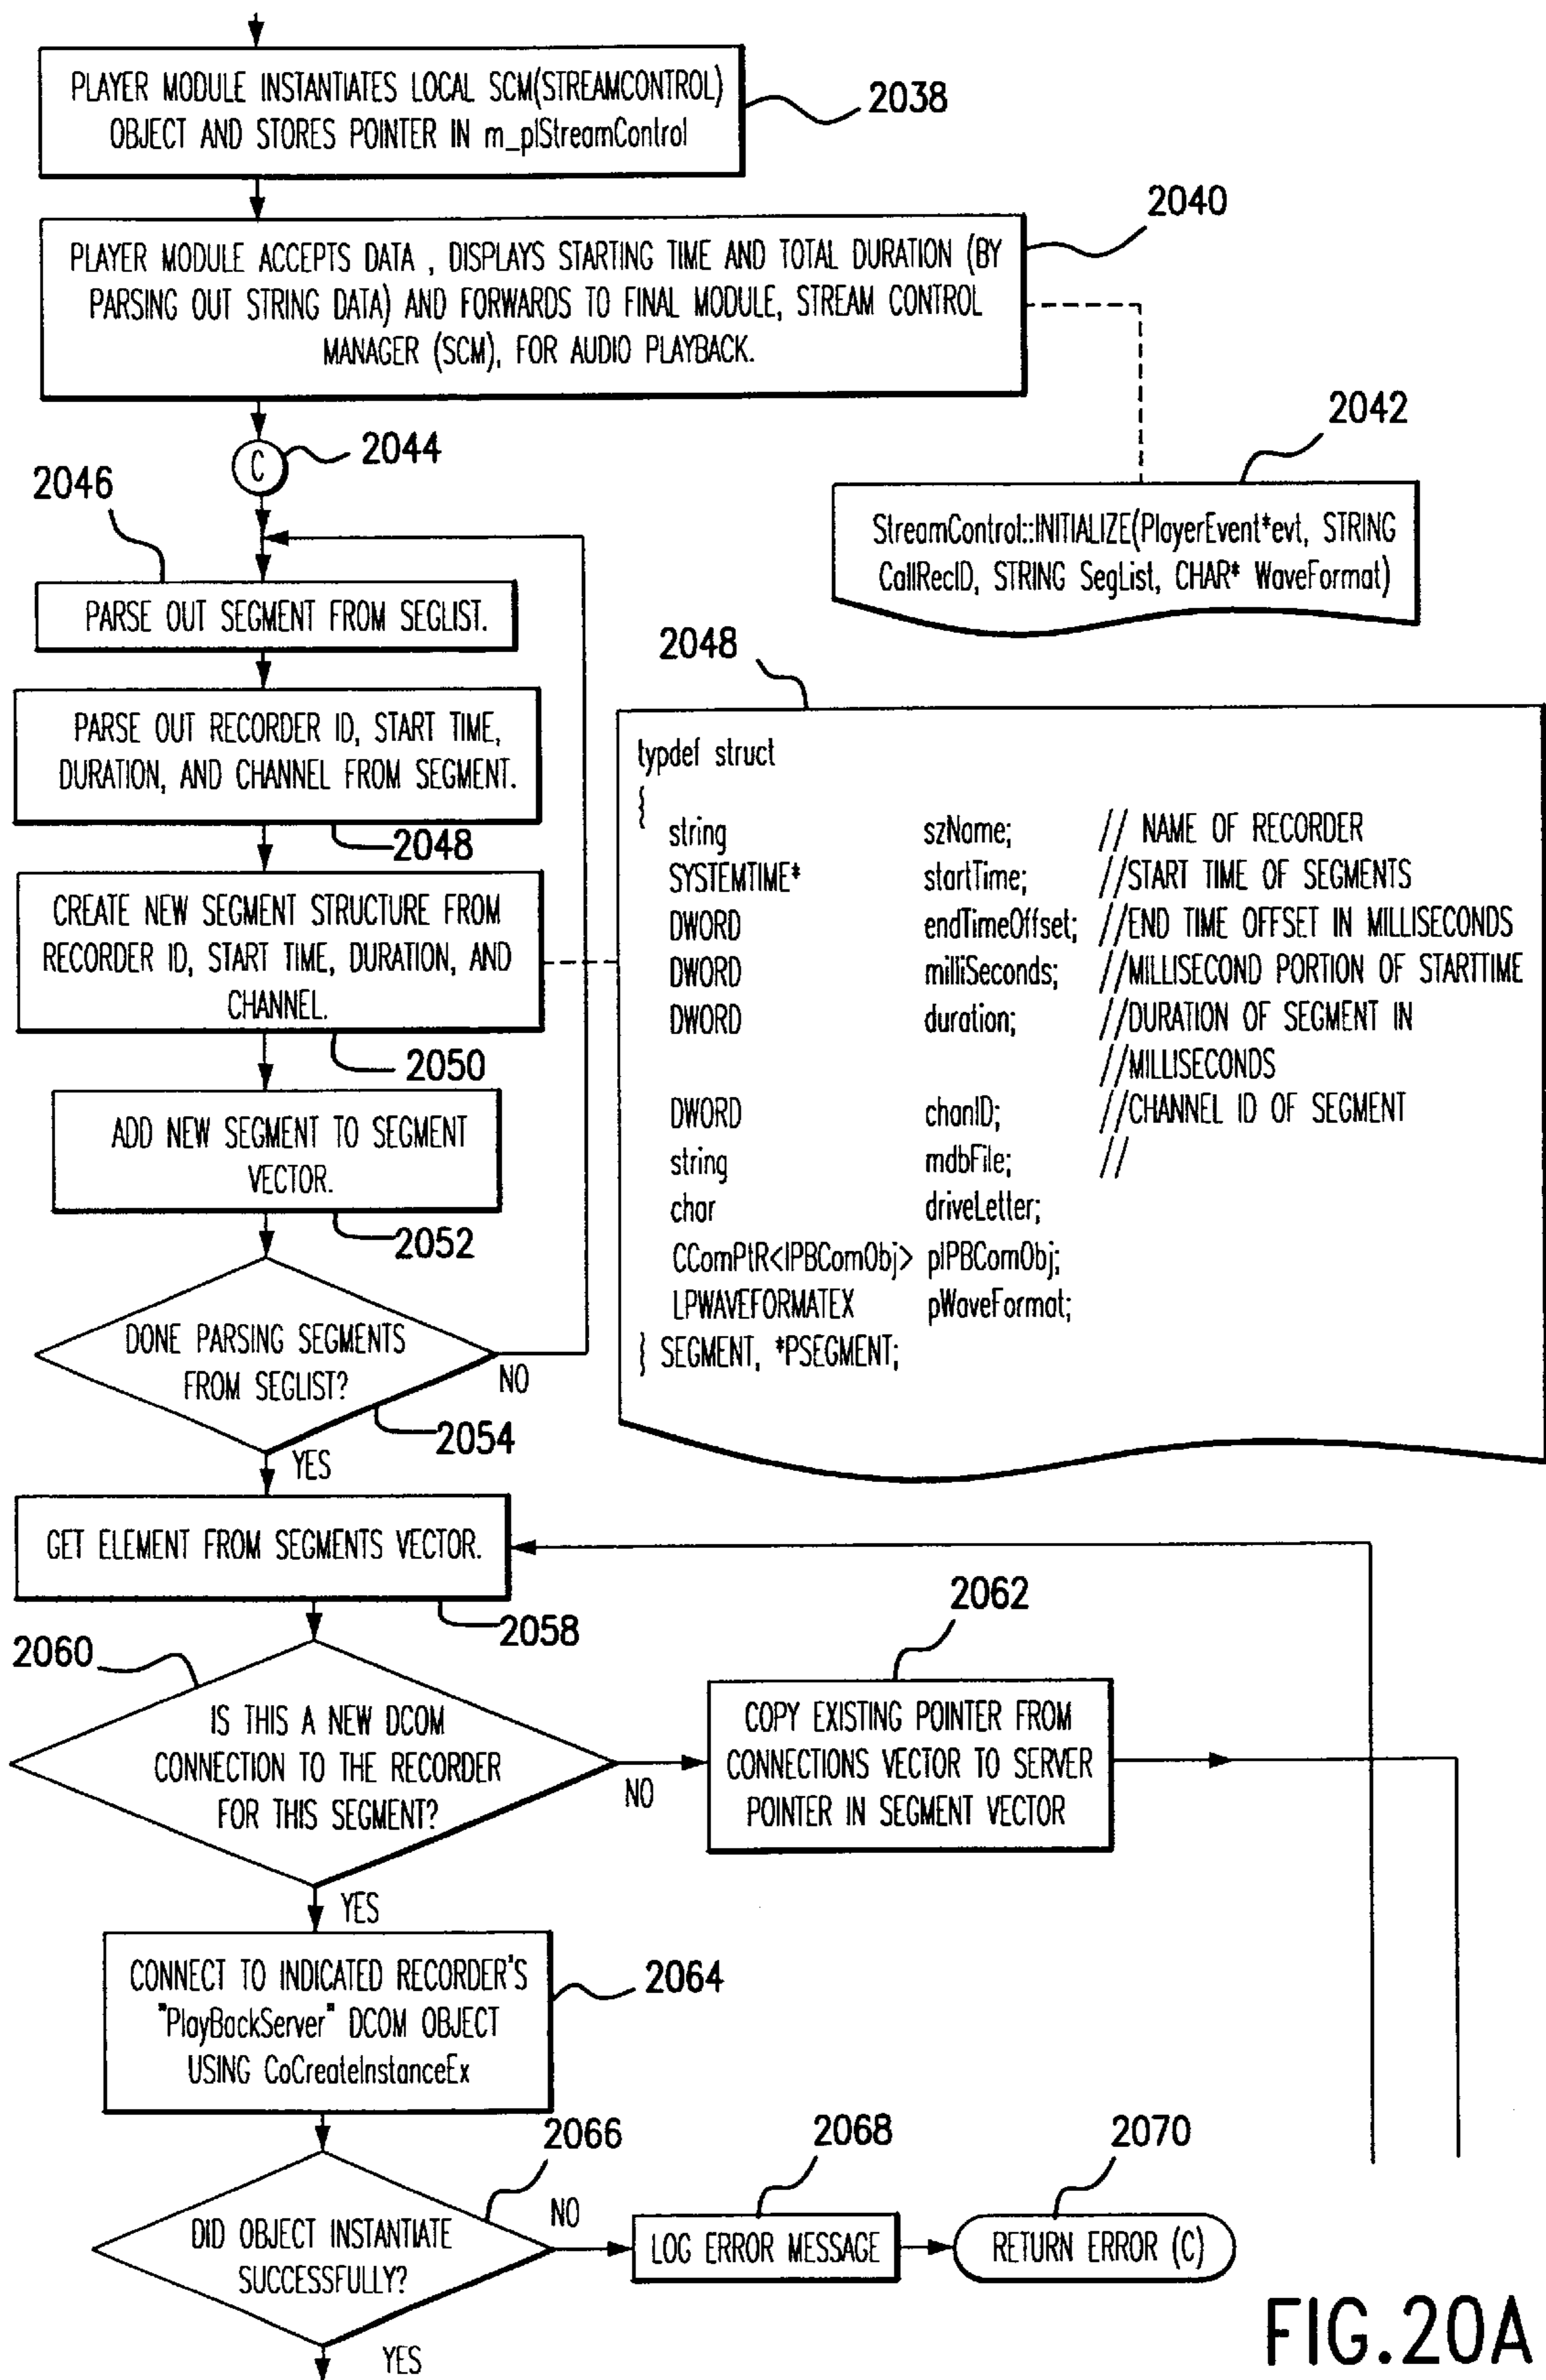 PLAYER MODULE INSTANTIATES LOCAL SCM(STREAMCONTROL)
OBJECT AND STORES POINTER IN m_plStreamControl
2038
PLAYER MODULE ACCEPTS DATA , DISPLAYS STARTING TIME AND TOTAL DURATION (BY
PARSING OUT STRING DATA) AND FORWARDS TO FINAL MODULE, STREAM CONTROL
MANAGER (SCM), FOR AUDIO PLAYBACK.
2040
StreamControl::INITIALIZE(PlayerEvent*evt, STRING
CallRecID, STRING SegList, CHAR* WaveFormat)
2042
C
2044
2046
PARSE OUT SEGMENT FROM SEGLIST.
PARSE OUT RECORDER ID, START TIME,
DURATION, AND CHANNEL FROM SEGMENT.
2048
CREATE NEW SEGMENT STRUCTURE FROM
RECORDER ID, START TIME, DURATION, AND
CHANNEL.
2050
2048
typdef struct
{
string szName; // NAME OF RECORDER
SYSTEMTIME* startTime; //START TIME OF SEGMENTS
DWORD endTimeOffset; //END TIME OFFSET IN MILLISECONDS
DWORD milliSeconds; //MILLISECOND PORTION OF STARTTIME
DWORD duration; //DURATION OF SEGMENT IN
//MILLISECONDS
DWORD chanID; //CHANNEL ID OF SEGMENT
string mdbFile; //
char driveLetter;
CComPtR<IPBComObj> pIPBComObj;
LPWAVEFORMATEX pWaveFormat;
} SEGMENT, *PSEGMENT;
ADD NEW SEGMENT TO SEGMENT
VECTOR.
2052
DONE PARSING SEGMENTS
FROM SEGLIST?
NO
2054
YES
GET ELEMENT FROM SEGMENTS VECTOR.
2058
2060
IS THIS A NEW DCOM
CONNECTION TO THE RECORDER
FOR THIS SEGMENT?
NO
2062
COPY EXISTING POINTER FROM
CONNECTIONS VECTOR TO SERVER
POINTER IN SEGMENT VECTOR
YES
CONNECT TO INDICATED RECORDER'S
"PlayBackServer" DCOM OBJECT
USING CoCreateInstanceEx
2064
2066
DID OBJECT INSTANTIATE
SUCCESSFULLY?
NO
2068
LOG ERROR MESSAGE
2070
RETURN ERROR (C)
YES
FIG.20A